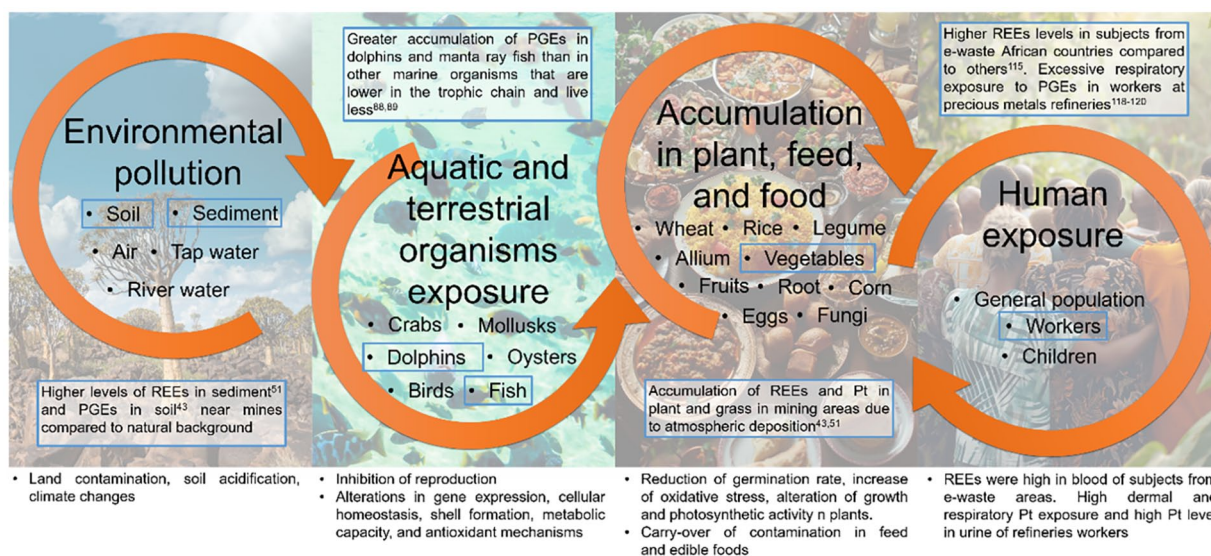 Environmental
pollution
• Soil • Sediment
• Air • Tap water
• River water
Higher levels of REEs in sediment51
and PGEs in soil43 near mines
compared to natural background
• Land contamination, soil acidification,
climate changes
Greater accumulation of PGEs in
dolphins and manta ray fish than in
other marine organisms that are
lower in the trophic chain and live
less88,89
Aquatic and
terrestrial
organisms
exposure
• Crabs • Mollusks
• Dolphins • Oysters
• Birds • Fish
• Inhibition of reproduction
• Alterations in gene expression, cellular
homeostasis, shell formation, metabolic
capacity, and antioxidant mechanisms
Accumulation
in plant, feed,
and food
• Wheat • Rice • Legume
• Allium • Vegetables
• Fruits • Root • Corn
• Eggs • Fungi
Accumulation of REEs and Pt in
plant and grass in mining areas due
to atmospheric deposition43,51
• Reduction of germination rate, increase
of oxidative stress, alteration of growth
and photosynthetic activity n plants.
• Carry-over of contamination in feed
and edible foods
Higher REEs levels in subjects from
e-waste African countries compared
to others115. Excessive respiratory
exposure to PGEs in workers at
precious metals refineries118-120
Human
exposure
• General population
• Workers
• Children
• REEs were high in blood of subjects from
e-waste areas. High dermal and
respiratory Pt exposure and high Pt level
in urine of refineries workers